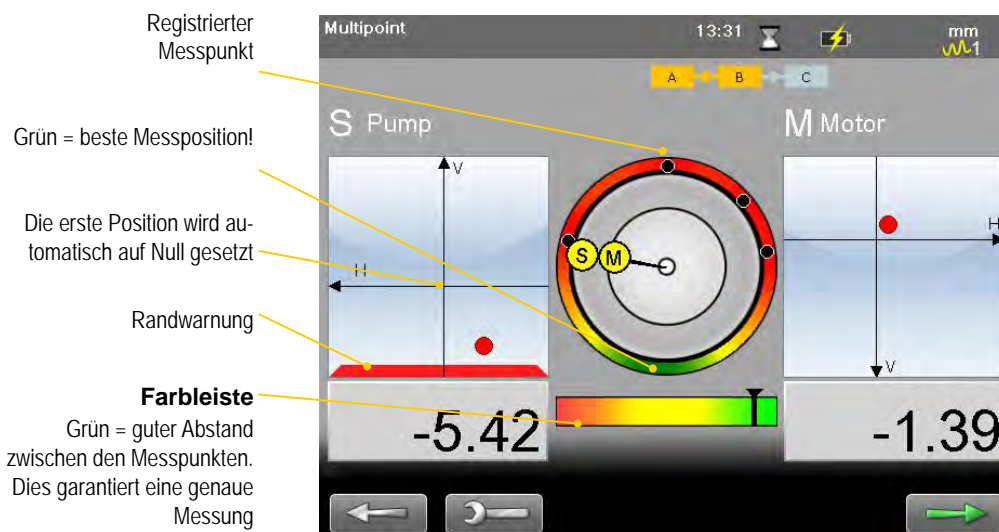 Registrierter
Messpunkt
Grün = beste Messposition!
Die erste Position wird au-
tomatisch auf Null gesetzt
Randwarnung
Farbleiste
Grün = guter Abstand
zwischen den Messpunkten.
Dies garantiert eine genaue
Messung
Multipoint
13:31
mm
1
A
B
C
S Pump
M Motor
V
H
S
M
H
V
-5.42
-1.39